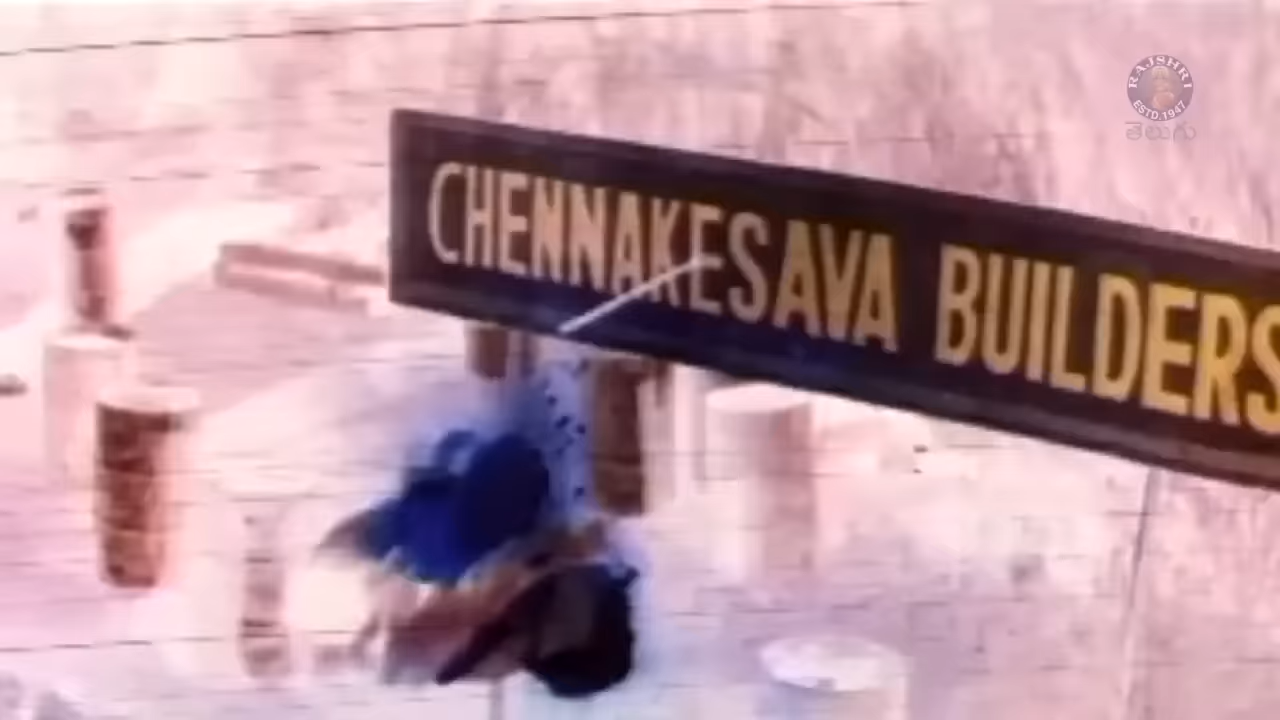 RAJSHRI
ESTD.1947
తెలుగు
CHENNAKESAVA BUILDERS